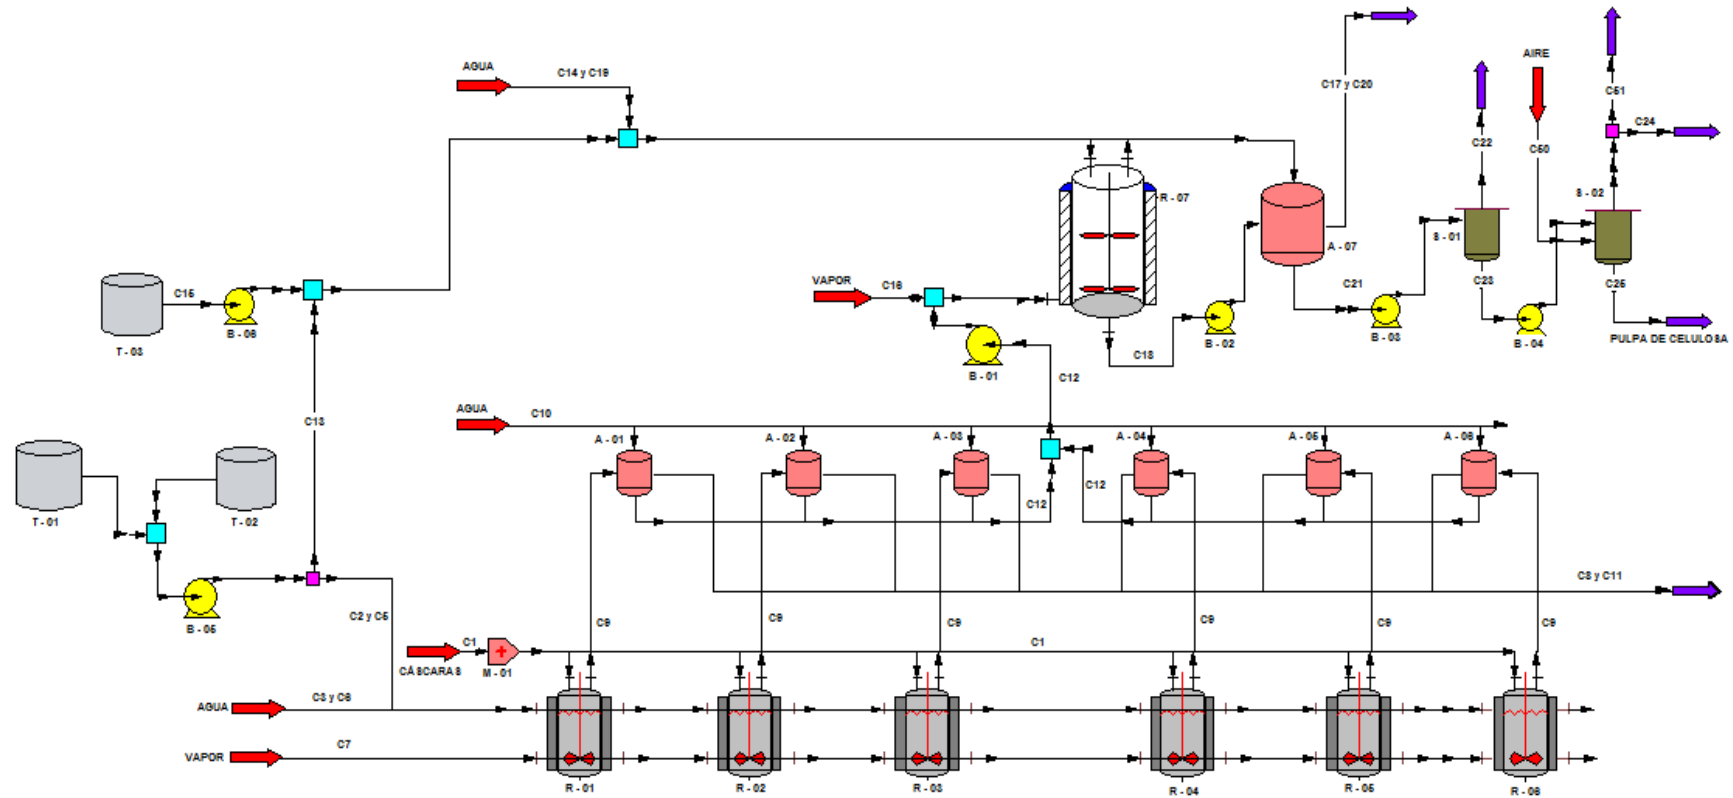 AGUA
C14 y C19
C17 y C20
AIRE
C51
C24
C22
C50
S - 02
R - 07
S - 01
A - 07
C15
B - 06
T - 03
VAPOR
C16
C21
C23
C25
B - 02
B - 03
B - 04
PULPA DE CELULOSA
C18
B - 01
C12
C13
AGUA
C10
A - 01
A - 02
A - 03
A - 04
A - 05
A - 06
C12
C12
T - 01
T - 02
C8 y C11
B - 05
C2 y C5
C9
C9
C9
C9
C9
C9
C1
C1
CÁSCARAS
M - 01
AGUA
C3 y C6
VAPOR
C7
R - 01
R - 02
R - 03
R - 04
R - 05
R - 06